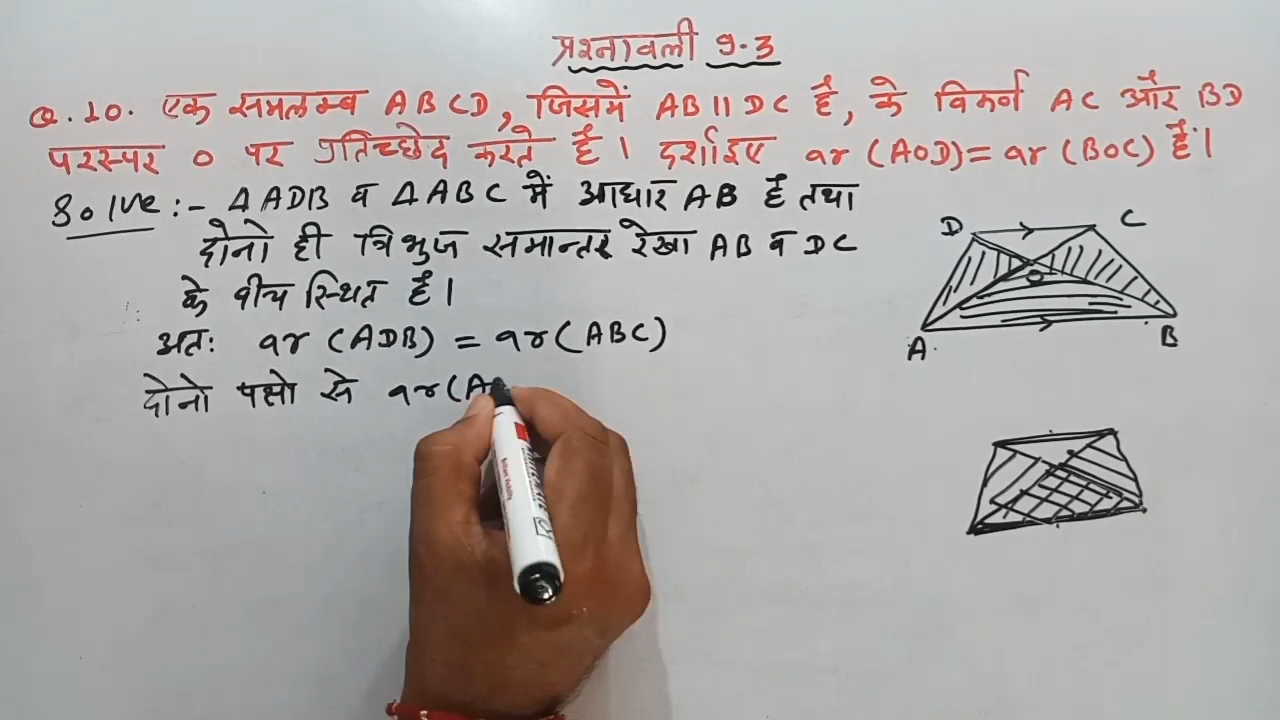 प्रश्नावली 9.3
Q.10. एक समलम्ब ABCD, जिसमें AB||DC है, के विकर्ण AC और BD
परस्पर O पर प्रतिच्छेद करते है। दर्शाइए ar (AOD)= ar (BOC) है।
Solve:- ΔADB व ΔABC में आधार AB है तथा
दोनो ही त्रिभुज समान्तर रेखा AB व DC
के बीच स्थित है।
अतः ar (ADB) = ar (ABC)
दोनो पक्षो से ar(A
D C
O
A. B